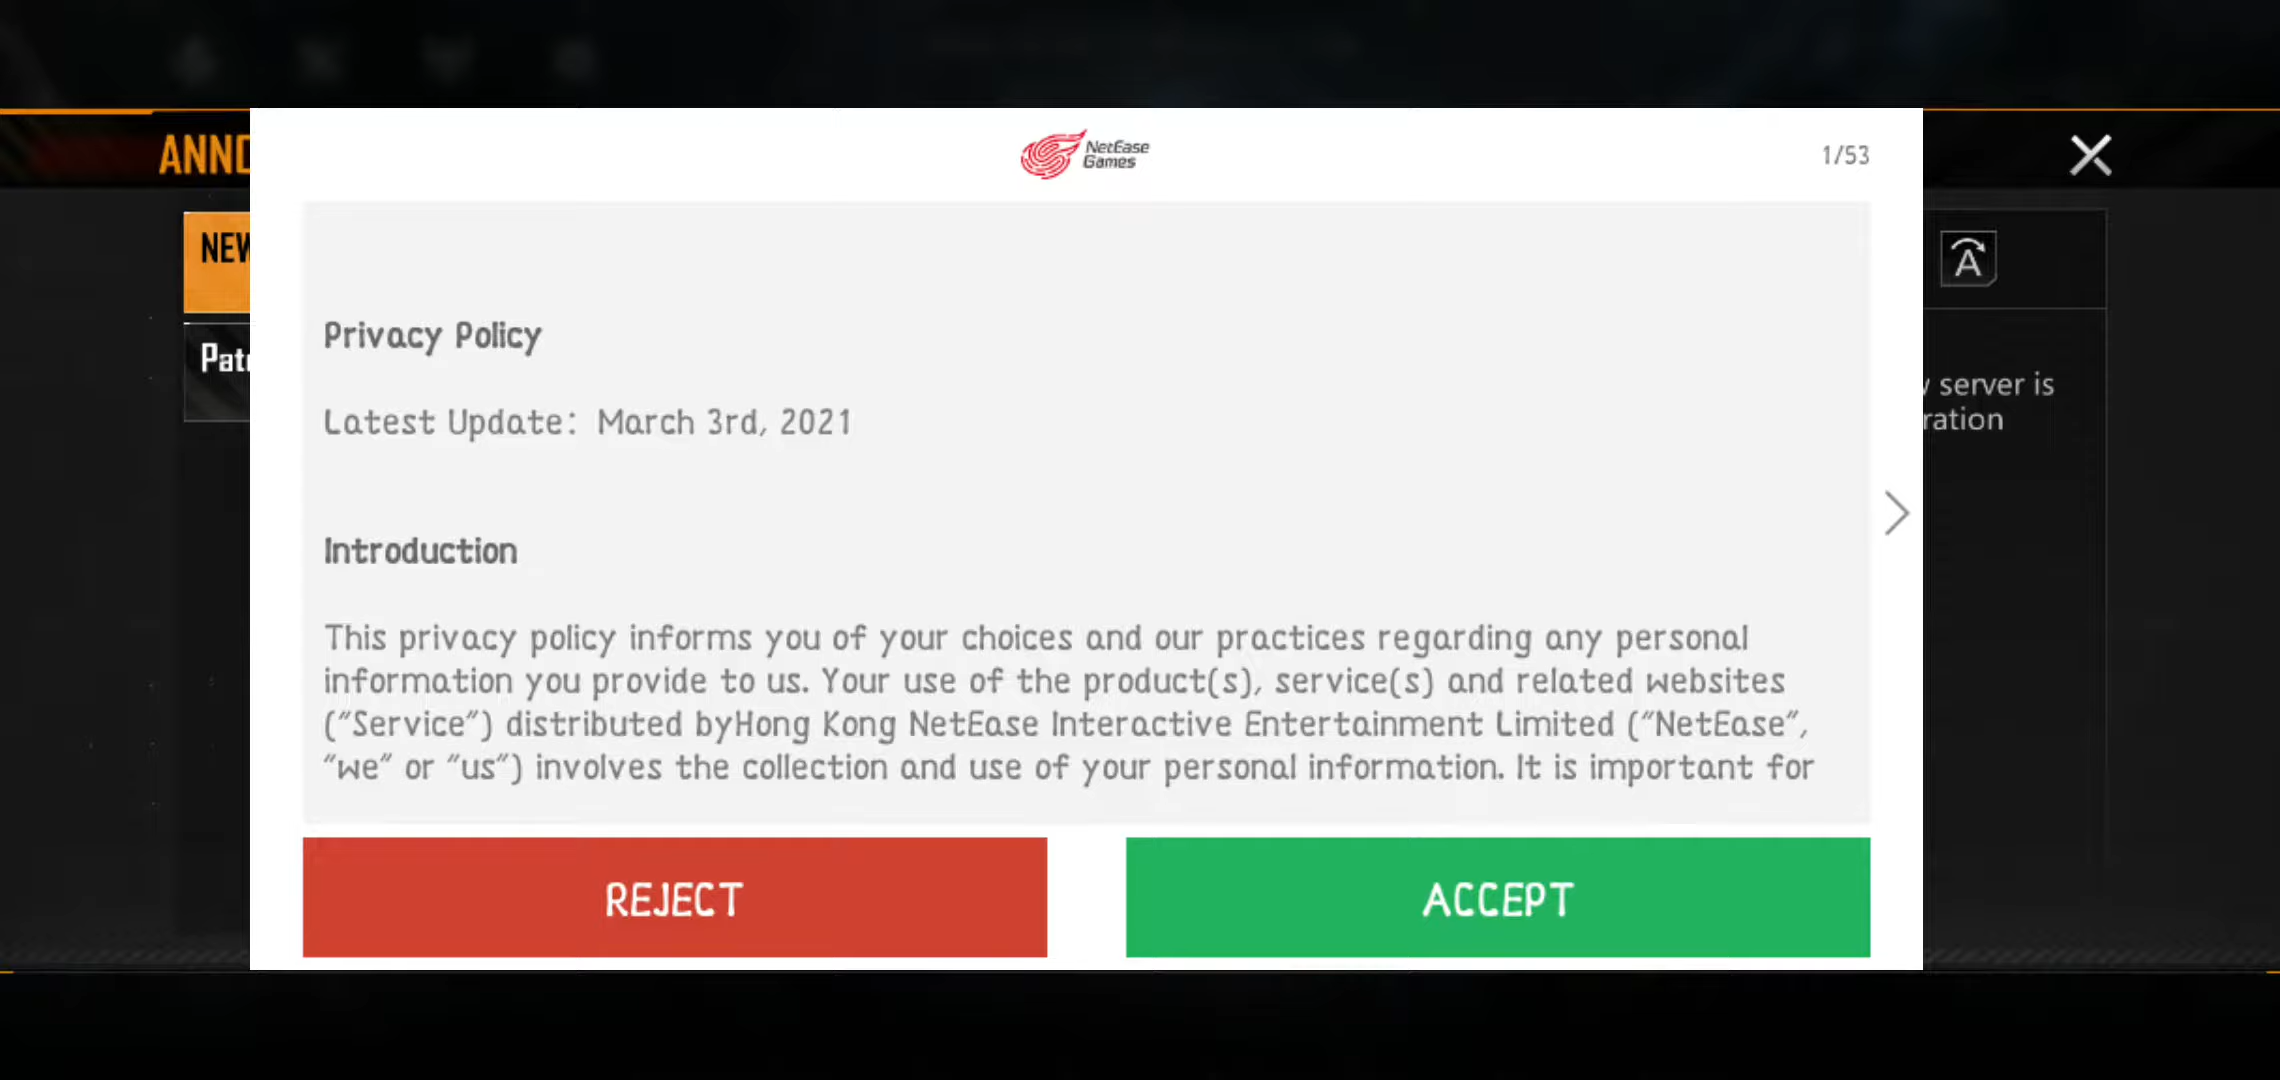 ANNO
NetEase
Games
1/53
NEW
Privacy Policy
Latest Update: March 3rd, 2021
Introduction
This privacy policy informs you of your choices and our practices regarding any personal
information you provide to us. Your use of the product(s), service(s) and related websites
("Service") distributed byHong Kong NetEase Interactive Entertainment Limited ("NetEase",
"we" or "us") involves the collection and use of your personal information. It is important for
REJECT
ACCEPT
Pat
A
server is
ration